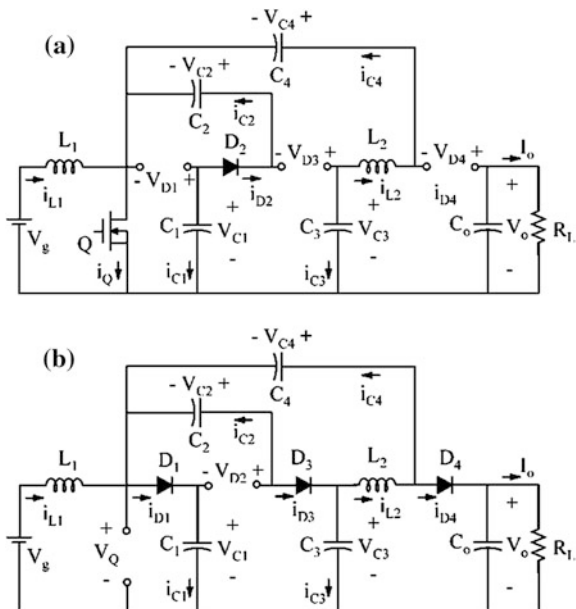 (a)
- V_C4 +
C_4
i_C4
- V_C2 +
C_2
i_C2
L_1
D_2
- V_D3 +
L_2
- V_D4 +
I_o
i_L1
- V_D1 +
i_D2
i_L2
i_D4
V_g
Q
i_Q
C_1
+
V_C1
-
i_C1
C_3
+
V_C3
-
i_C3
C_o
+
V_o
-
R_L
(b)
- V_C4 +
C_4
i_C4
- V_C2 +
C_2
i_C2
L_1
D_1
- V_D2 +
D_3
L_2
D_4
I_o
i_L1
i_D1
i_D3
i_L2
i_D4
V_g
+
V_Q
-
C_1
+
V_C1
-
i_C1
C_3
+
V_C3
-
i_C3
C_o
+
V_o
-
R_L